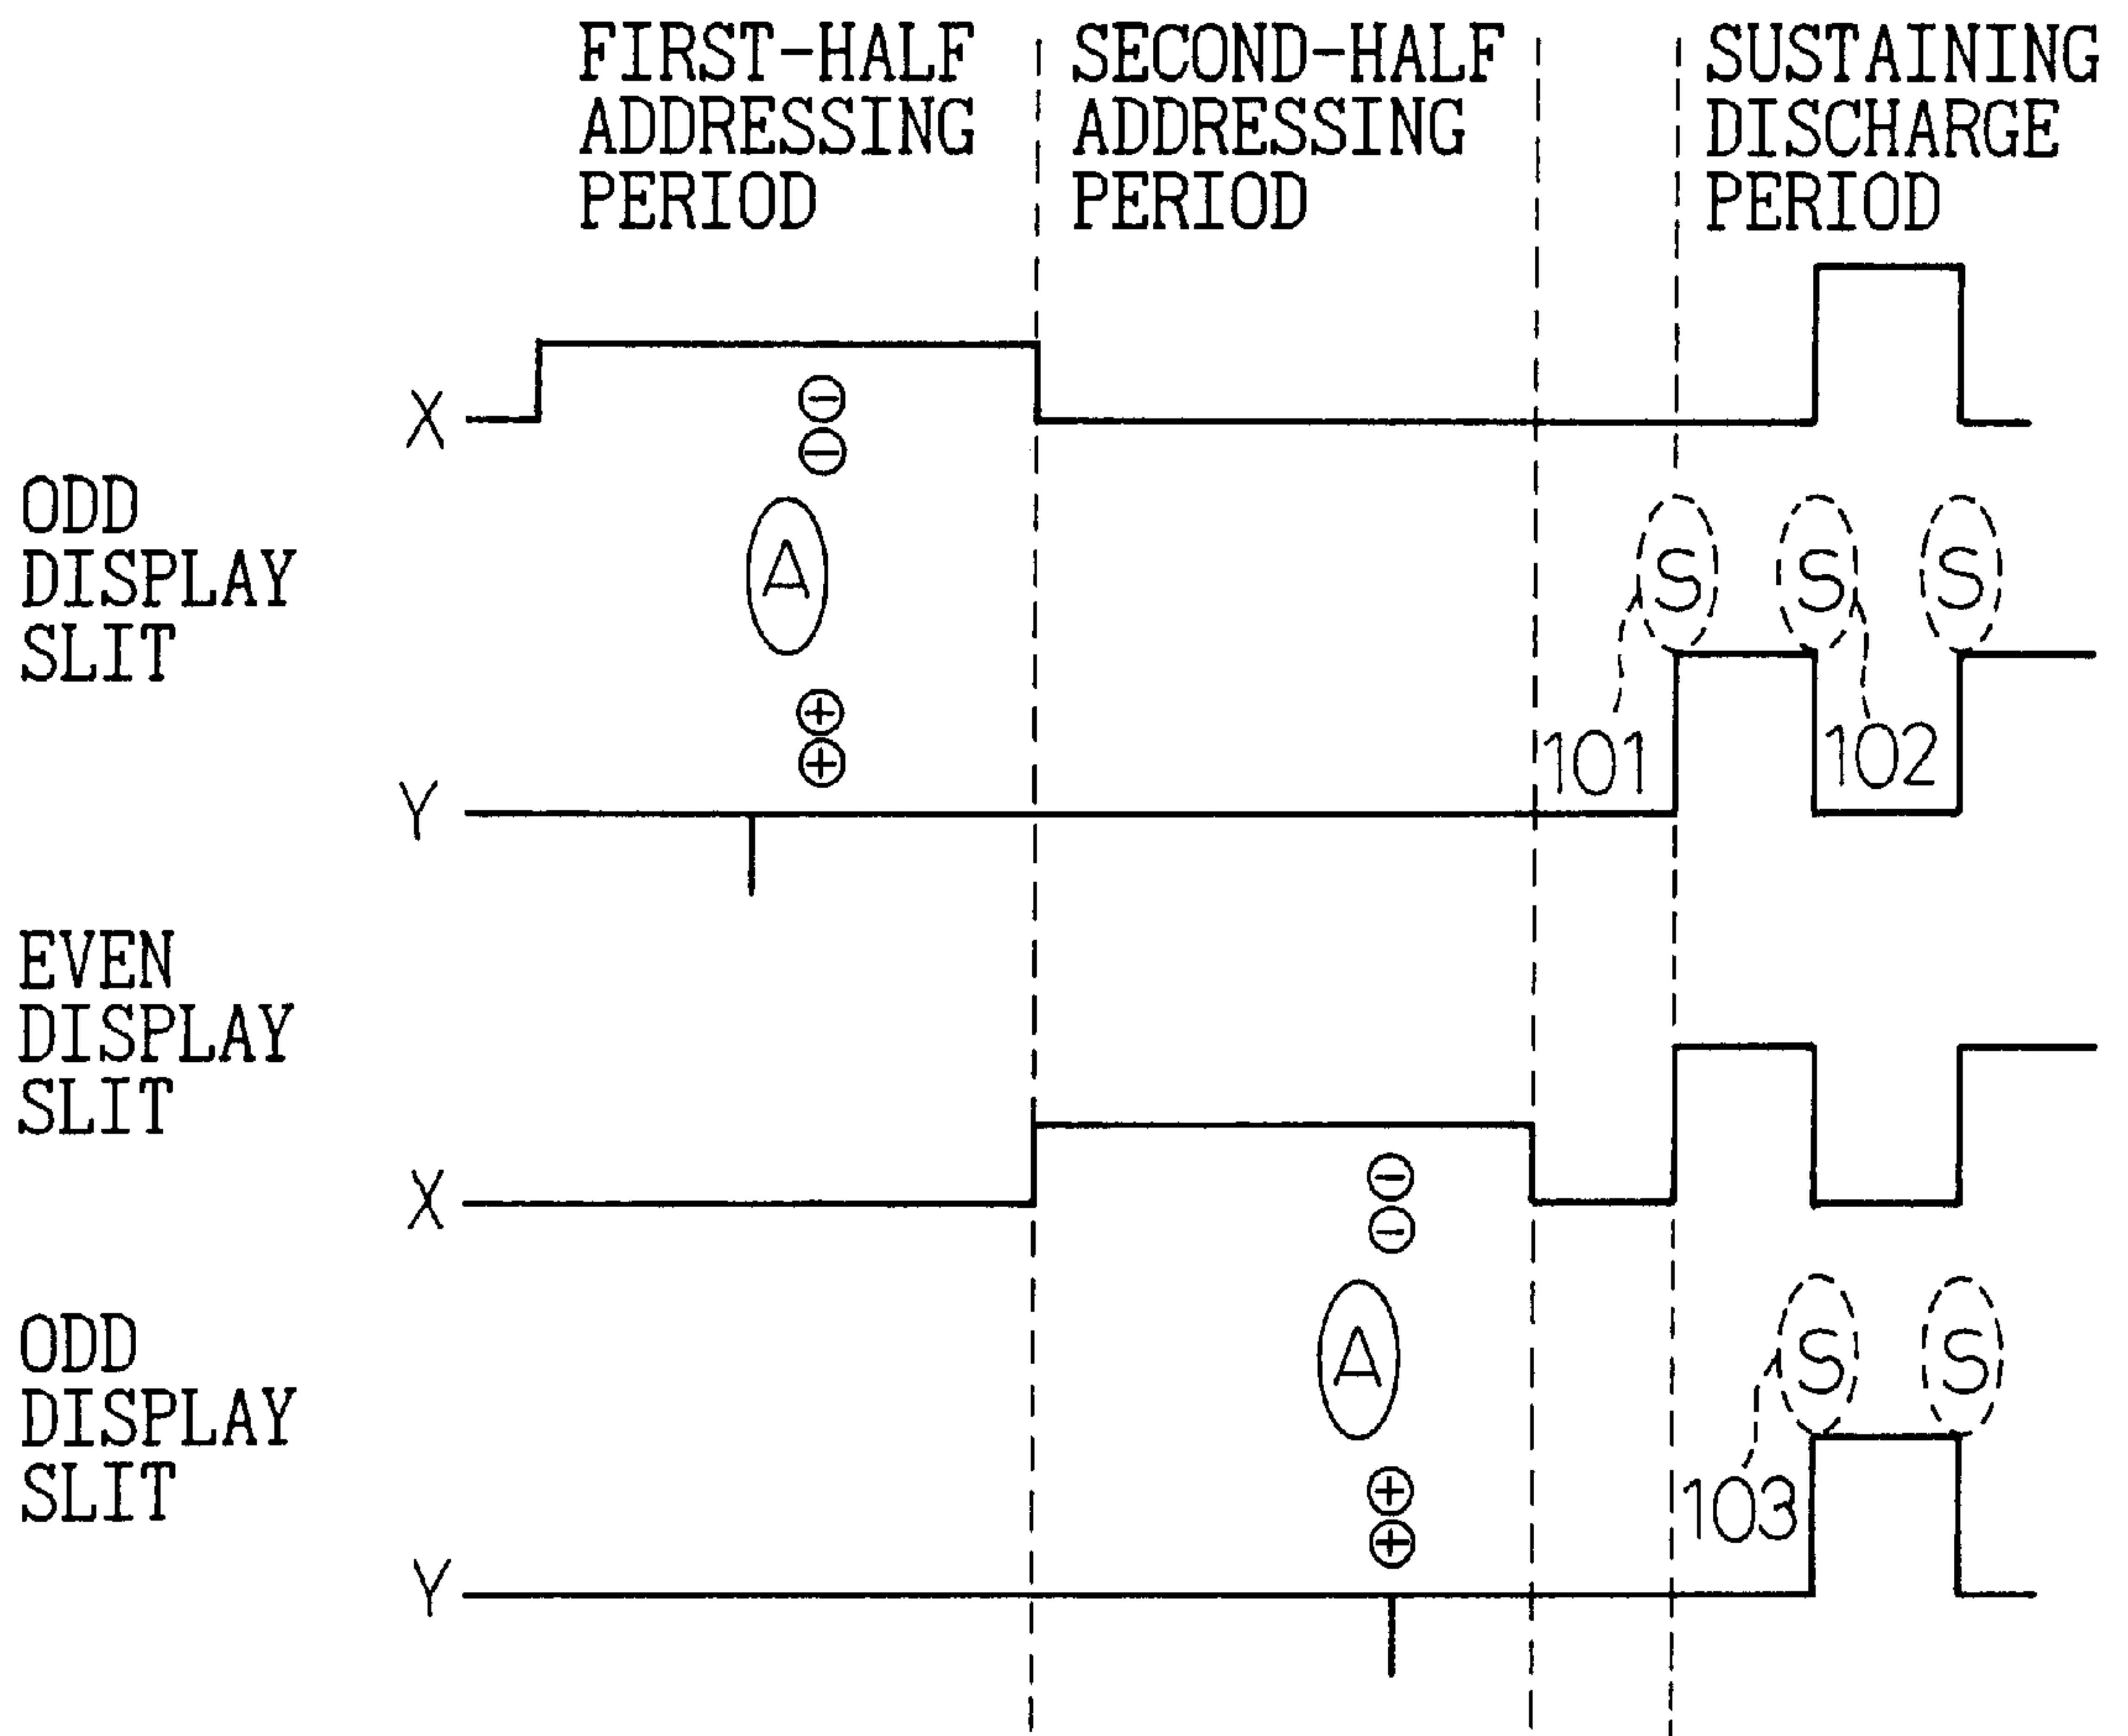 FIRST-HALF
ADDRESSING
PERIOD
SECOND-HALF
ADDRESSING
PERIOD
SUSTAINING
DISCHARGE
PERIOD
X
⊖
⊖
ODD
DISPLAY
SLIT
A
S
S
S
⊕
⊕
101
102
Y
EVEN
DISPLAY
SLIT
X
⊖
⊖
ODD
DISPLAY
SLIT
A
S
S
⊕
⊕
103
Y